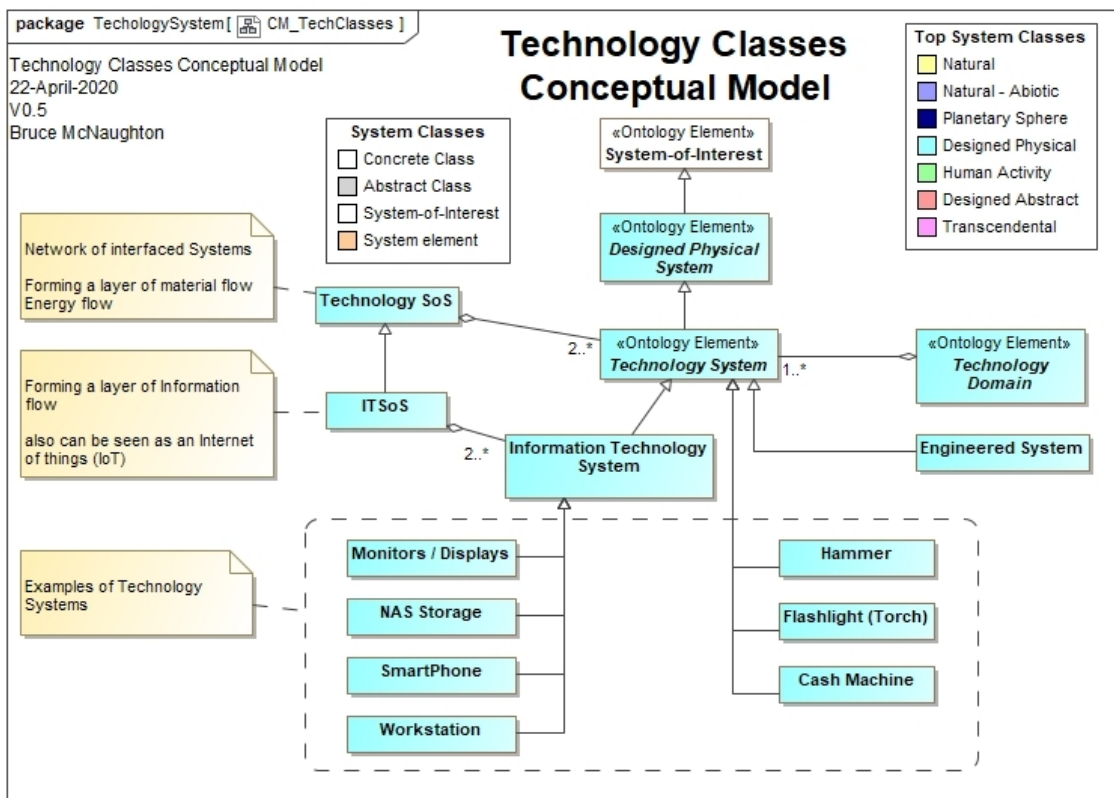 package TechologySystem[ CM_TechClasses ]
Technology Classes
Conceptual Model
Technology Classes Conceptual Model
22-April-2020
V0.5
Bruce McNaughton
System Classes
Concrete Class
Abstract Class
System-of-Interest
System element
Top System Classes
Natural
Natural - Abiotic
Planetary Sphere
Designed Physical
Human Activity
Designed Abstract
Transcendental
«Ontology Element»
System-of-Interest
«Ontology Element»
Designed Physical
System
Network of interfaced Systems
Forming a layer of material flow
Energy flow
Technology SoS
2..*
«Ontology Element»
Technology System
1..*
«Ontology Element»
Technology
Domain
Forming a layer of Information
flow
also can be seen as an Internet
of things (IoT)
ITSoS
2..*
Information Technology
System
Engineered System
Examples of Technology
Systems
Monitors / Displays
NAS Storage
SmartPhone
Workstation
Hammer
Flashlight (Torch)
Cash Machine